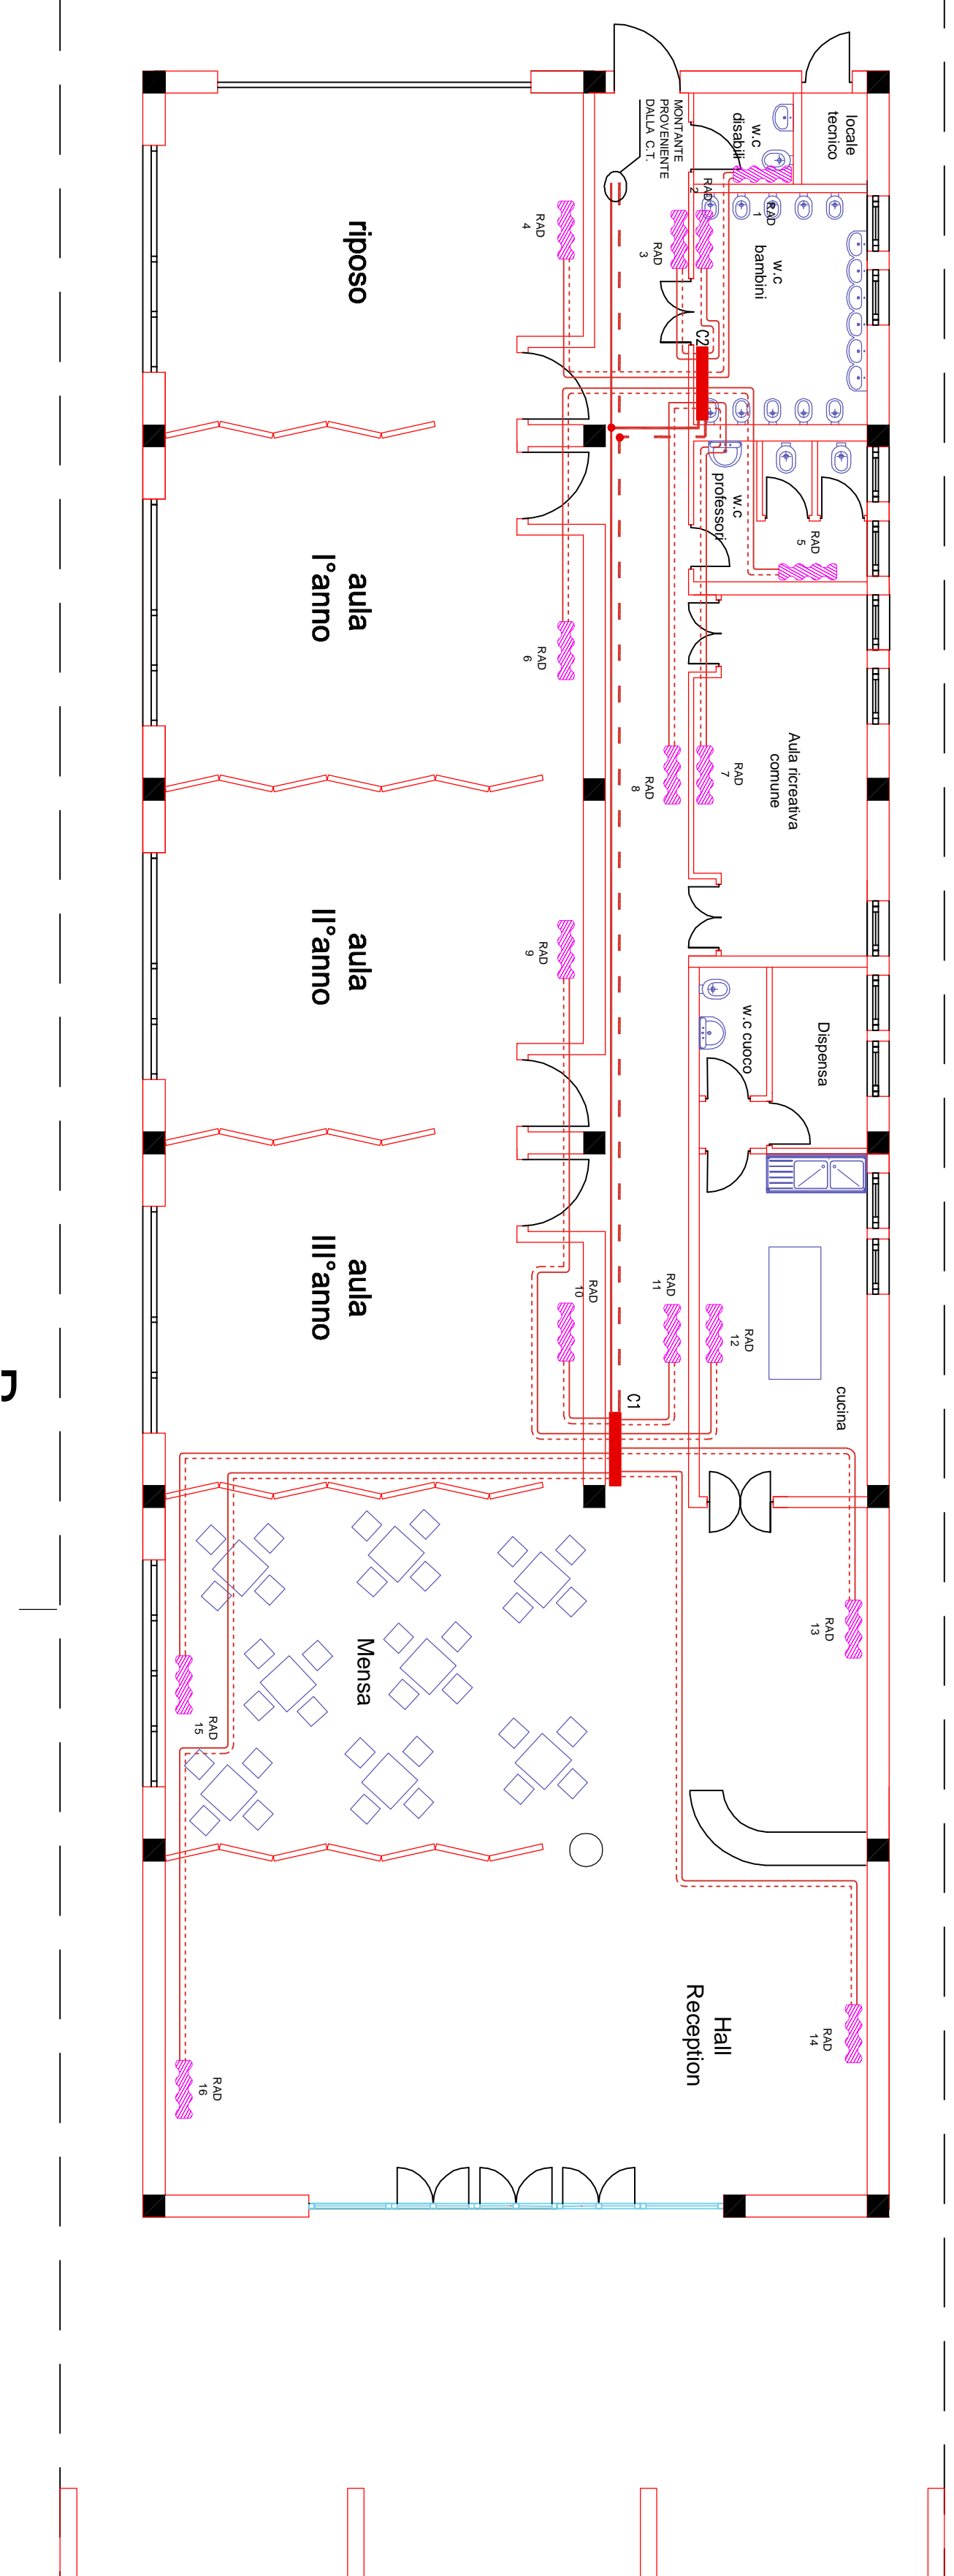 locale
tecnico
w.c
disabili
MONTANTE
PROVENIENTE
DALLA C.T.
RAD
1
RAD
2
RAD
3
RAD
4
w.c
bambini
riposo
C2
w.c
professori
RAD
5
aula
I°anno
RAD
6
RAD
7
RAD
8
Aula ricreativa
comune
aula
II°anno
RAD
9
w.c cuoco
Dispensa
aula
III°anno
RAD
10
RAD
11
RAD
12
cucina
C1
RAD
13
Mensa
RAD
15
Hall
Reception
RAD
14
RAD
16